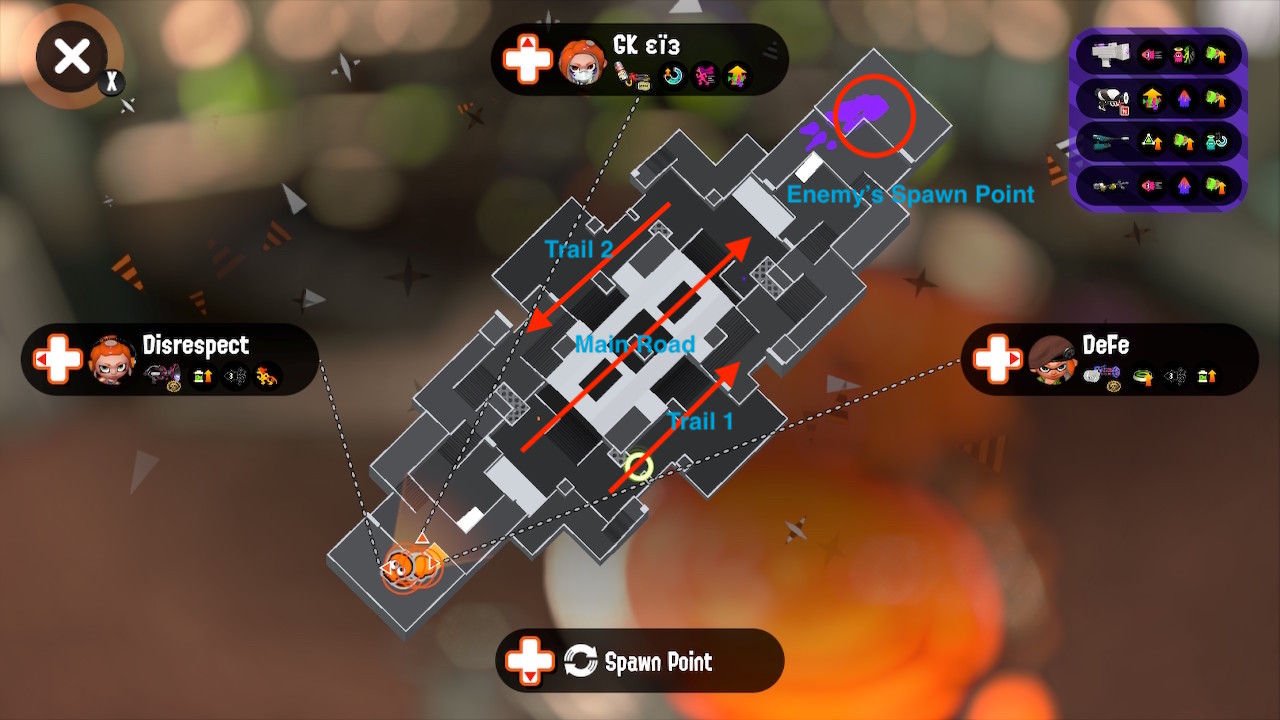 X
GK εïз
Enemy's Spawn Point
Trail 2
Disrespect
Main Road
DeFe
Trail 1
Spawn Point